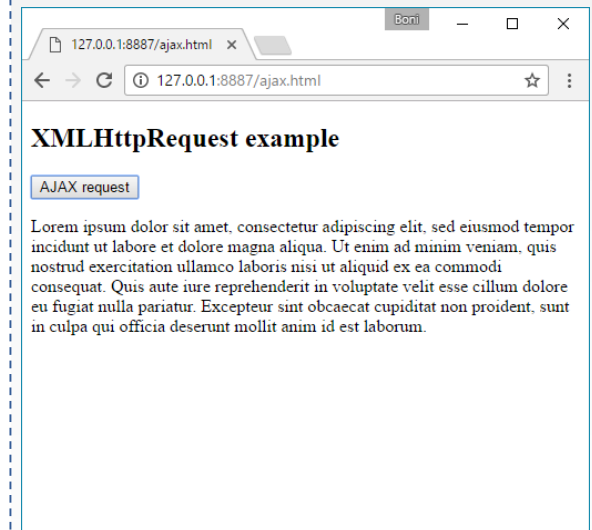 Boni
127.0.0.1:8887/ajax.html
127.0.0.1:8887/ajax.html
XMLHttpRequest example
AJAX request
Lorem ipsum dolor sit amet, consectetur adipiscing elit, sed eiusmod tempor
incidunt ut labore et dolore magna aliqua. Ut enim ad minim veniam, quis
nostrud exercitation ullamco laboris nisi ut aliquid ex ea commodi
consequat. Quis aute iure reprehenderit in voluptate velit esse cillum dolore
eu fugiat nulla pariatur. Excepteur sint obcaecat cupiditat non proident, sunt
in culpa qui officia deserunt mollit anim id est laborum.